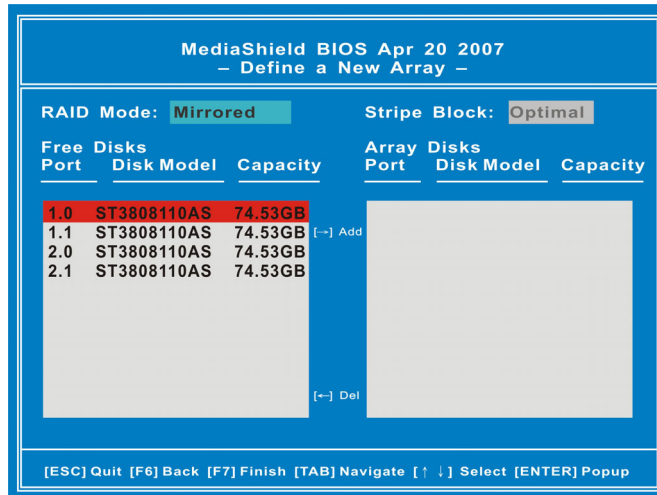 MediaShield BIOS Apr 20 2007
– Define a New Array –
RAID Mode: Mirrored
Stripe Block: Optimal
Free Disks
Port Disk Model Capacity
Array Disks
Port Disk Model Capacity
1.0 ST3808110AS 74.53GB
1.1 ST3808110AS 74.53GB
2.0 ST3808110AS 74.53GB
2.1 ST3808110AS 74.53GB
[→] Add
[←] Del
[ESC] Quit [F6] Back [F7] Finish [TAB] Navigate [↑ ↓] Select [ENTER] Popup